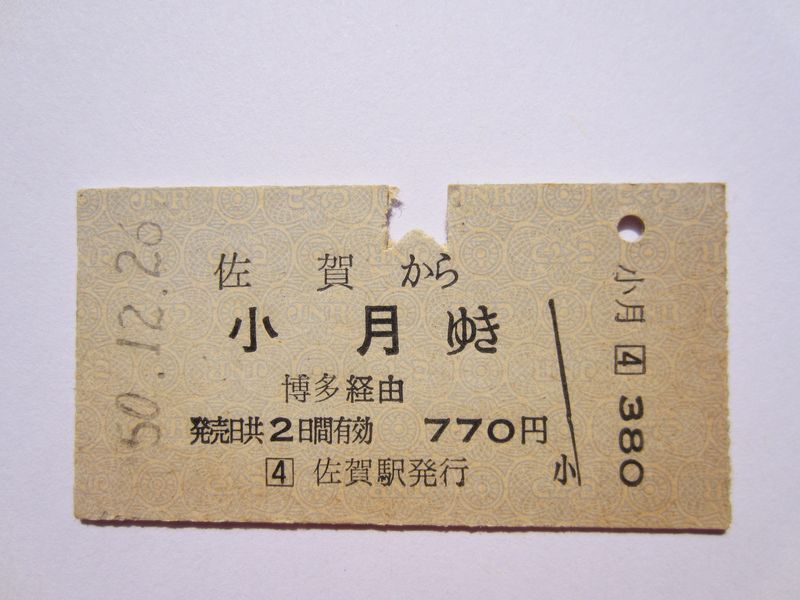 50.12.20
佐賀から
小月ゆき
博多経由
発売日共2日間有効 770円
4 佐賀駅発行
小
小月 4 380